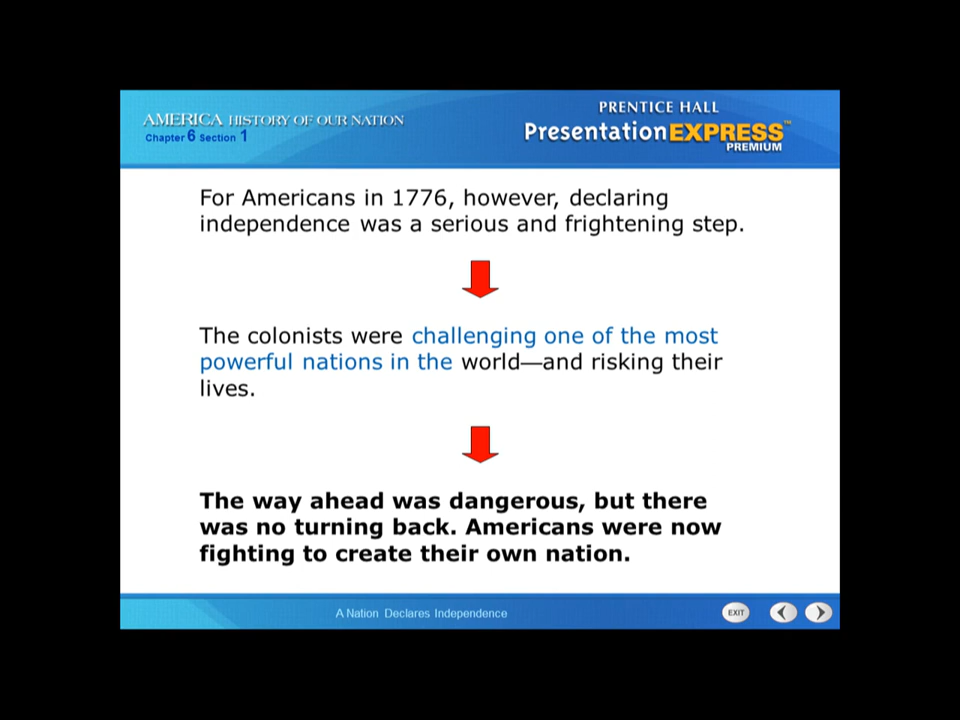 AMERICA HISTORY OF OUR NATION
Chapter 6 Section 1
PRENTICE HALL
PresentationEXPRESS™
PREMIUM
For Americans in 1776, however, declaring
independence was a serious and frightening step.
The colonists were challenging one of the most
powerful nations in the world—and risking their
lives.
The way ahead was dangerous, but there
was no turning back. Americans were now
fighting to create their own nation.
A Nation Declares Independence
EXIT